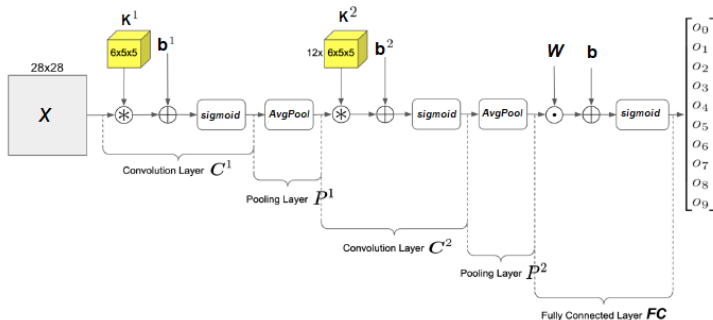 K¹
K²
6x5x5
b¹
12x
6x5x5
b²
W
b
28x28
X
sigmoid
AvgPool
sigmoid
AvgPool
sigmoid
o₀
o₁
o₂
o₃
o₄
o₅
o₆
o₇
o₈
o₉
Convolution Layer C¹
Pooling Layer P¹
Convolution Layer C²
Pooling Layer P²
Fully Connected Layer FC